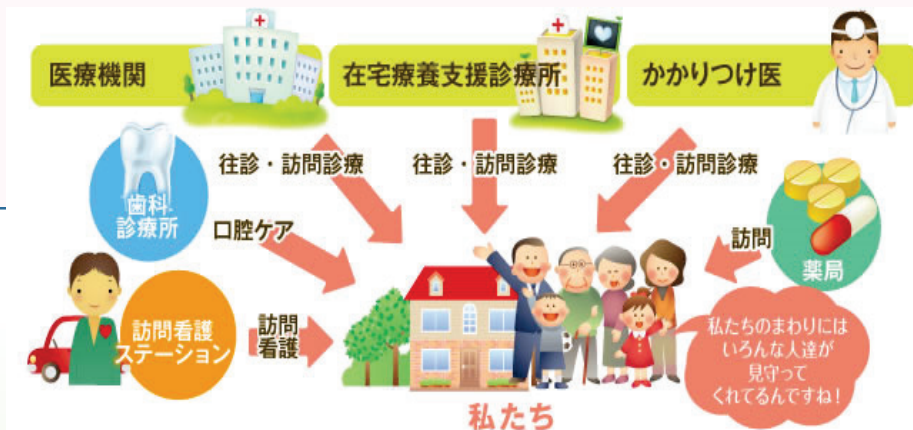 医療機関
在宅療養支援診療所
かかりつけ医
往診・訪問診療
往診・訪問診療
往診・訪問診療
歯科
診療所
口腔ケア
訪問
薬局
訪問看護
ステーション
訪問
看護
私たちのまわりには
いろんな人達が
見守って
くれてるんですね!
私たち